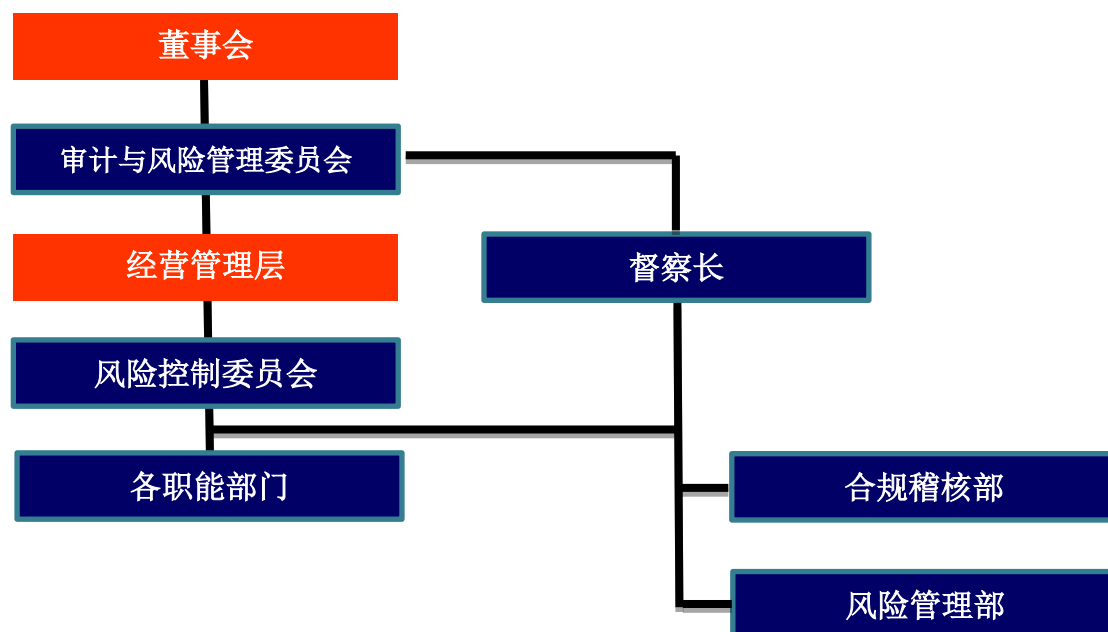 董事会
审计与风险管理委员会
经营管理层
督察长
风险控制委员会
各职能部门
合规稽核部
风险管理部